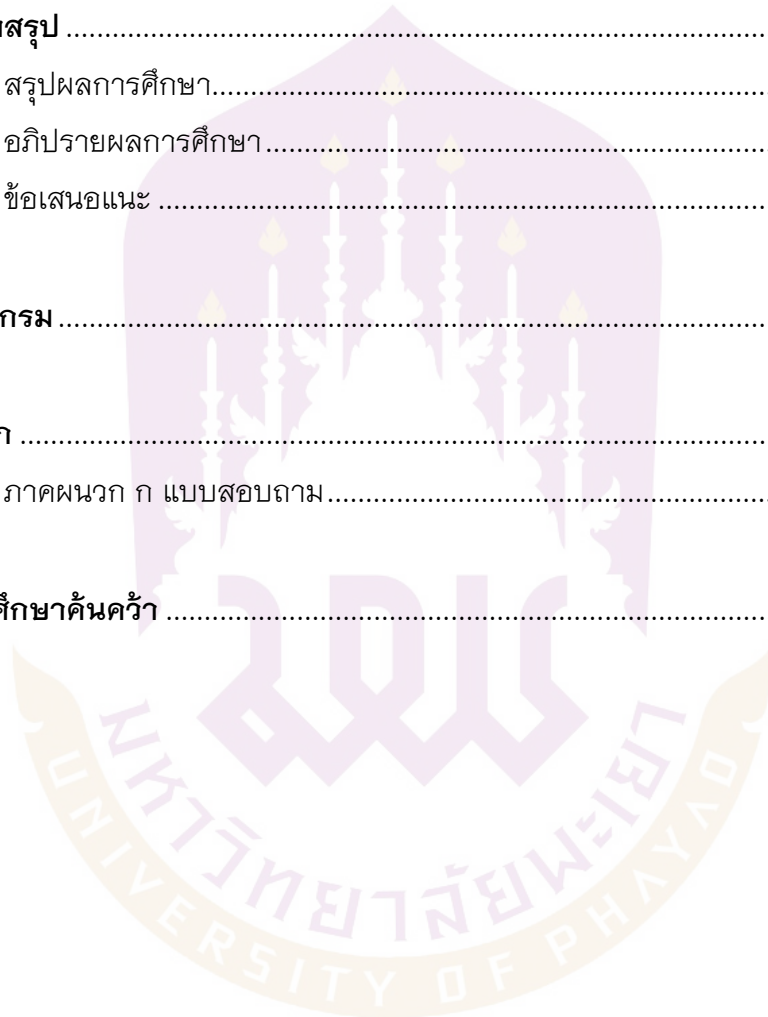 สรุป ........................................................................
สรุปผลการศึกษา........................................................................
อภิปรายผลการศึกษา........................................................................
ข้อเสนอแนะ ........................................................................
กรม ........................................................................
ก ........................................................................
ภาคผนวก ก แบบสอบถาม........................................................................
ศึกษาค้นคว้า ........................................................................
มพ
มหาวิทยาลัยพะเยา
UNIVERSITY OF PHAYAO